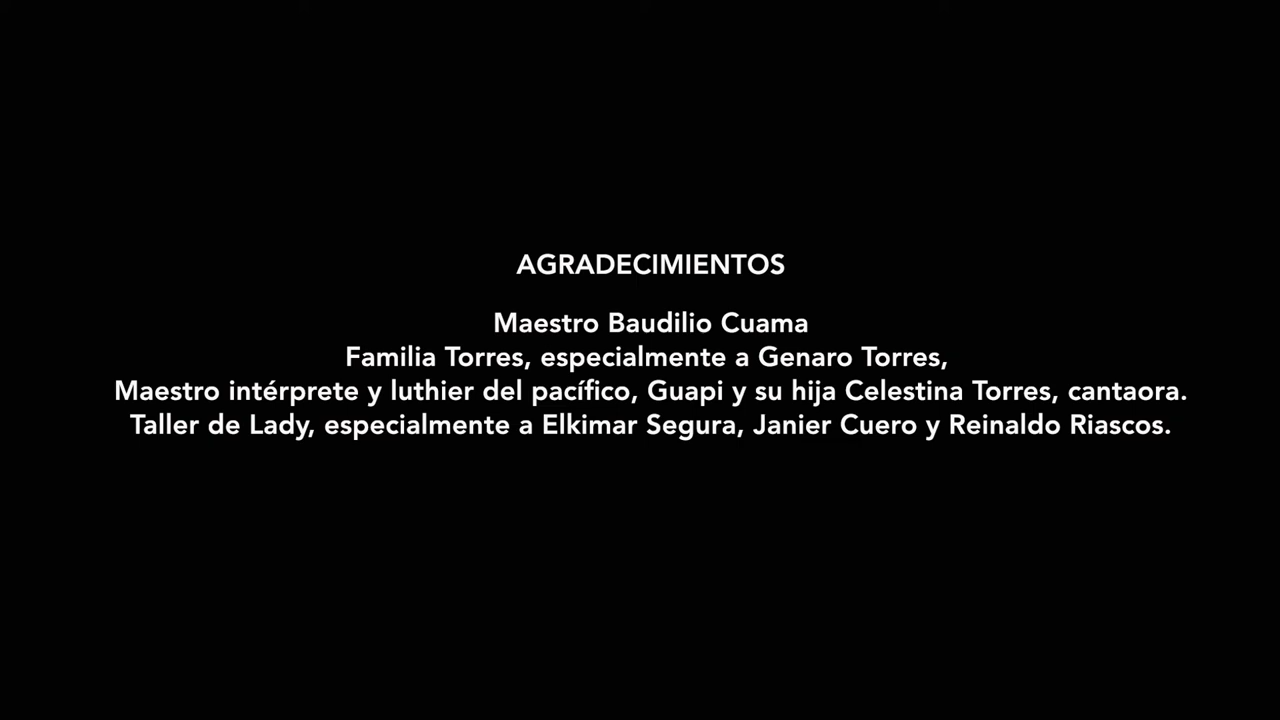 AGRADECIMIENTOS
Maestro Baudilio Cuama
Familia Torres, especialmente a Genaro Torres,
Maestro intérprete y luthier del pacífico, Guapi y su hija Celestina Torres, cantaora.
Taller de Lady, especialmente a Elkimar Segura, Janier Cuero y Reinaldo Riascos.